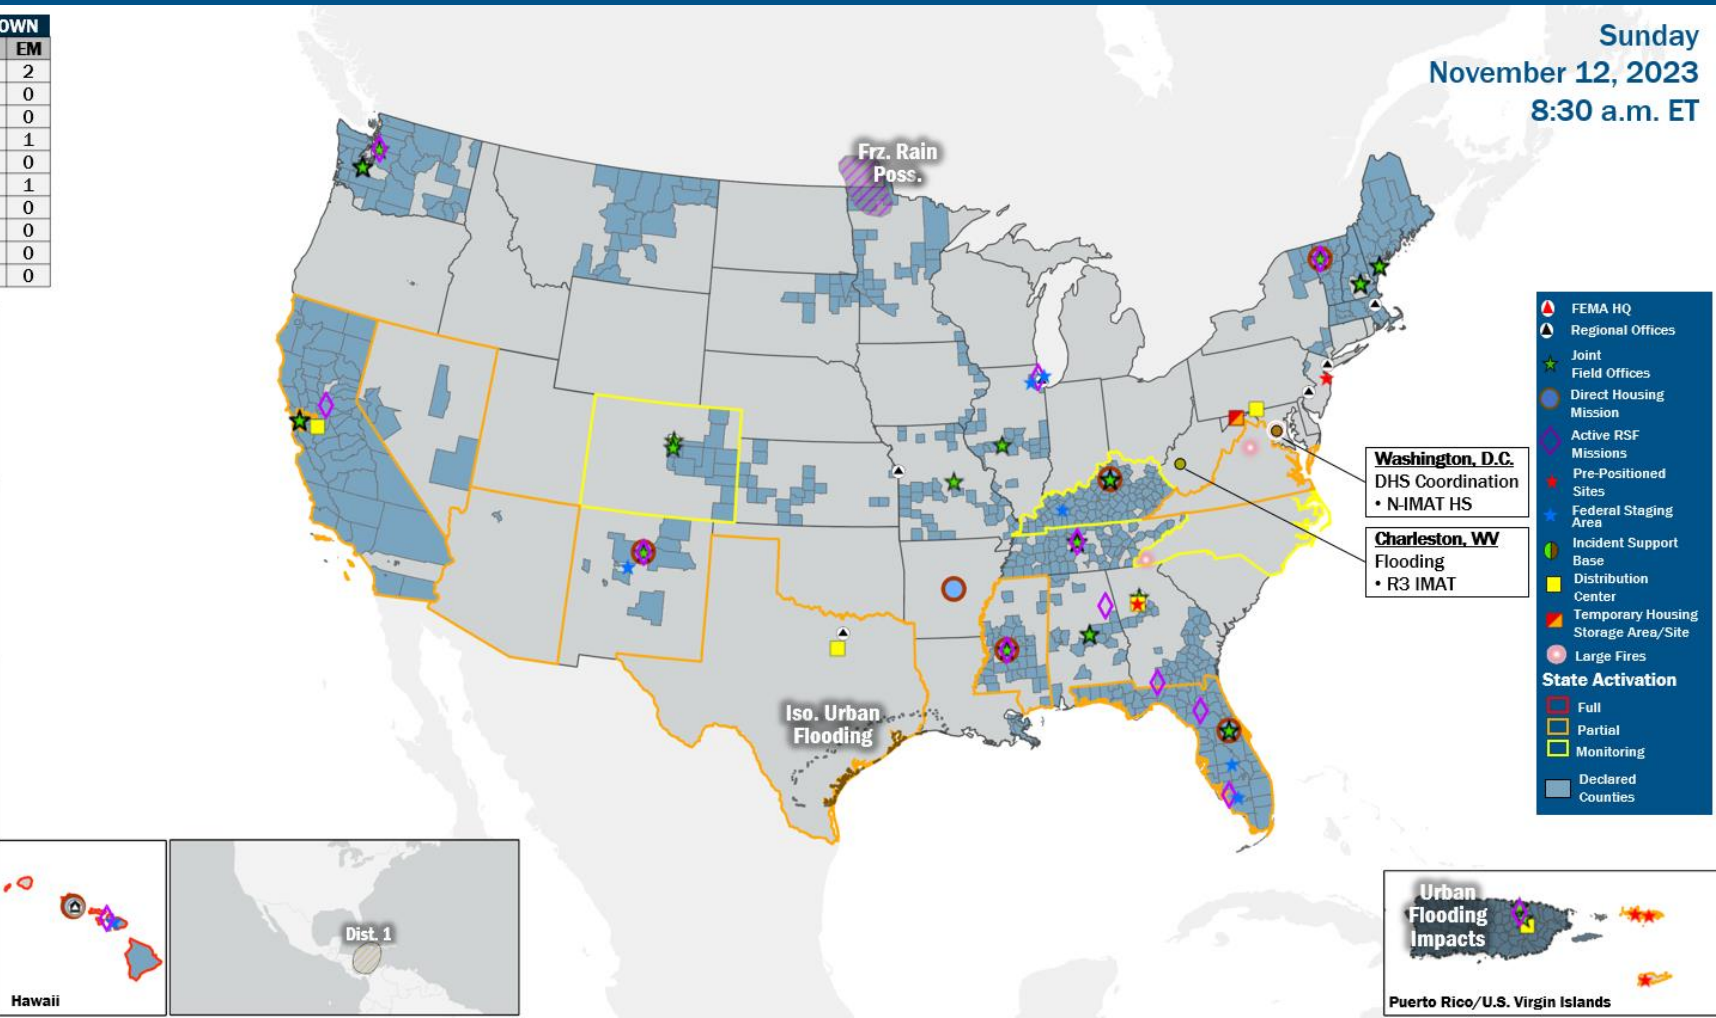 OWN
EM
2
0
0
1
0
1
0
0
0
0
Sunday
November 12, 2023
8:30 a.m. ET
Frz. Rain
Poss.
FEMA HQ
Regional Offices
Joint
Field Offices
Direct Housing
Mission
Active RSF
Missions
Pre-Positioned
Sites
Federal Staging
Area
Incident Support
Base
Distribution
Center
Temporary Housing
Storage Area/Site
Large Fires
State Activation
Full
Partial
Monitoring
Declared
Counties
Washington, D.C.
DHS Coordination
• N-IMAT HS
Charleston, WV
Flooding
• R3 IMAT
Iso. Urban
Flooding
Hawaii
Dist. 1
Urban
Flooding
Impacts
Puerto Rico/U.S. Virgin Islands